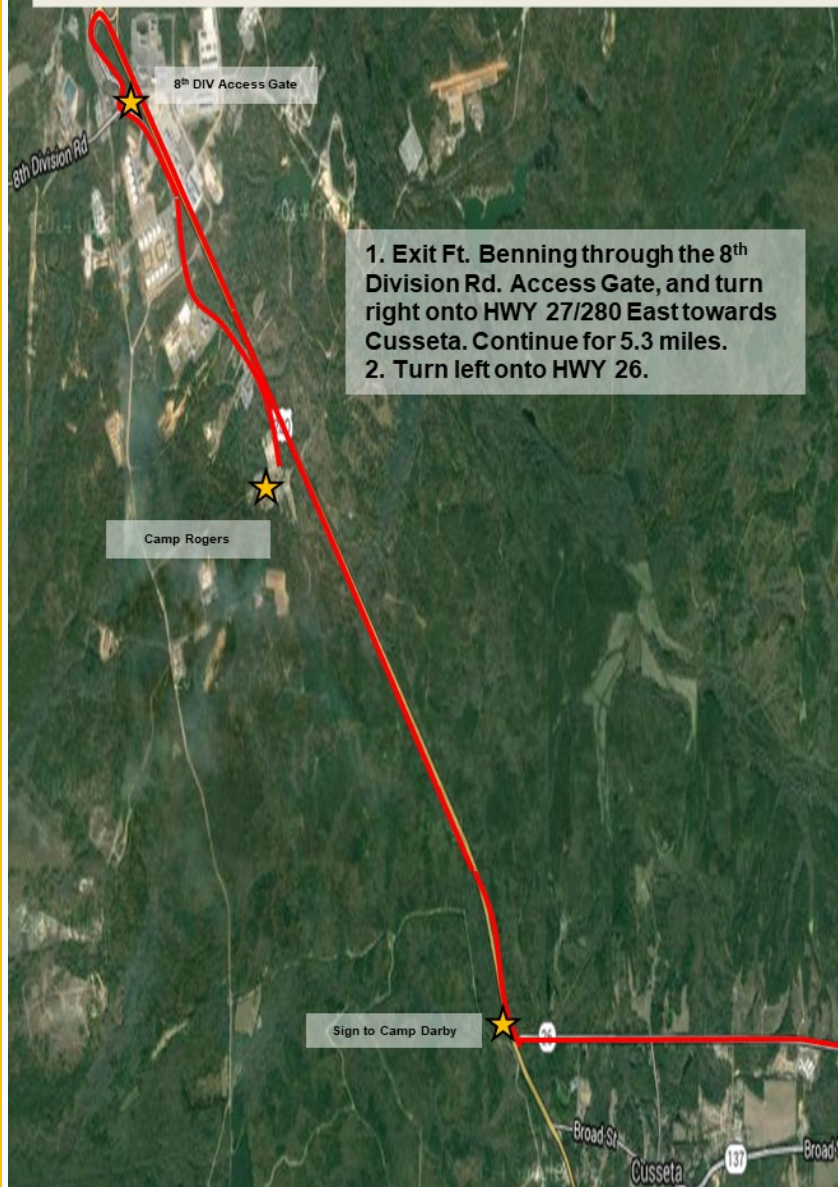 8th DIV Access Gate
8th Division Rd
1. Exit Ft. Benning through the 8th
Division Rd. Access Gate, and turn
right onto HWY 27/280 East towards
Cusseta. Continue for 5.3 miles.
2. Turn left onto HWY 26.
Camp Rogers
Sign to Camp Darby
26
Broad St
137
Broad
Cusseta